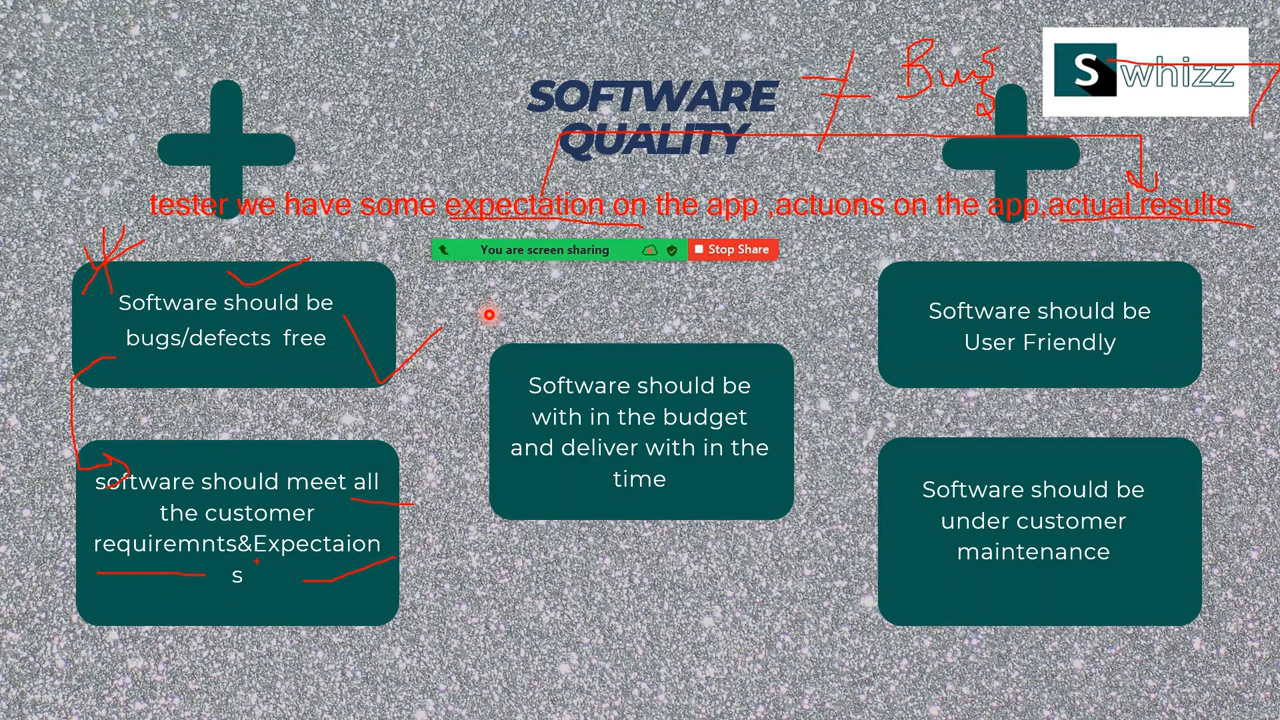 SOFTWARE
QUALITY
≠ Bug
S whizz
tester we have some expectation on the app ,actuons on the app,actual results
You are screen sharing
Stop Share
Software should be
bugs/defects free
software should meet all
the customer
requiremnts&Expectaion
s
Software should be
with in the budget
and deliver with in the
time
Software should be
User Friendly
Software should be
under customer
maintenance